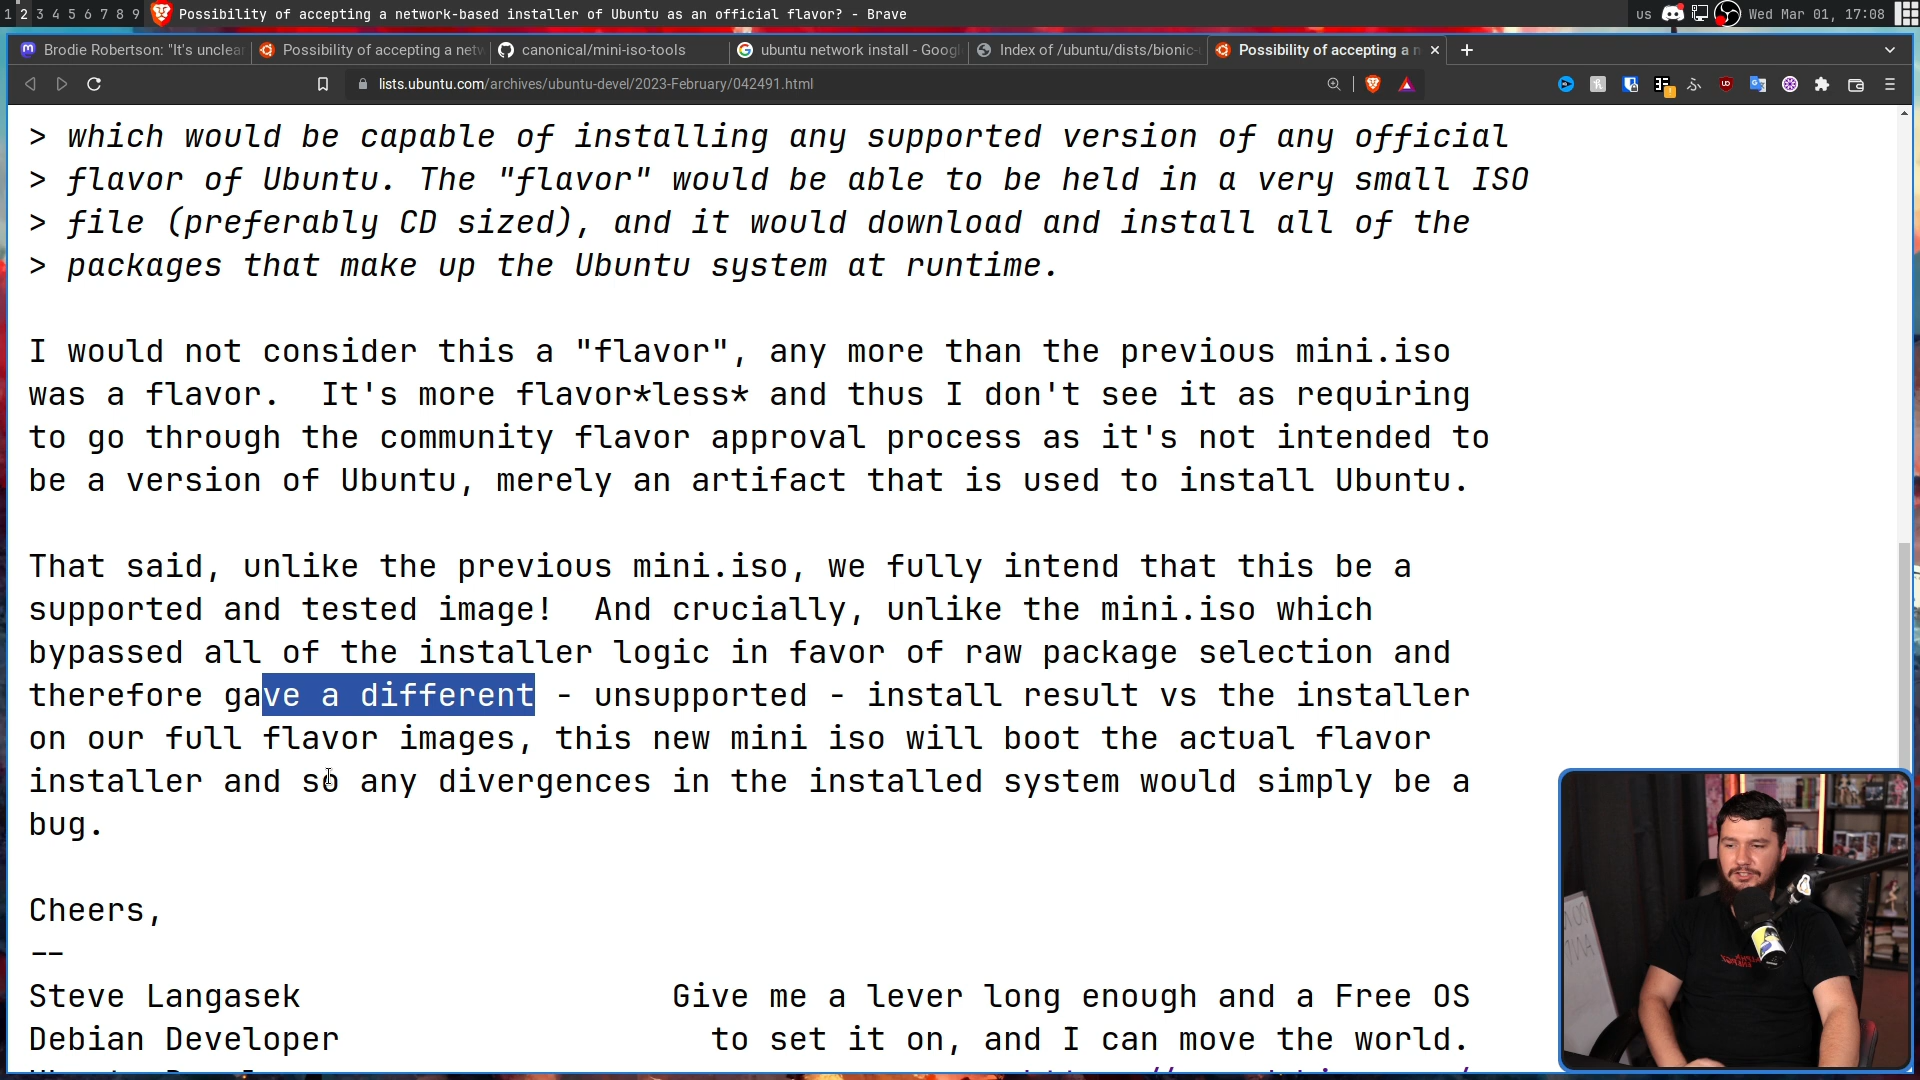 1 2 3 4 5 6 7 8 9 Possibility of accepting a network-based installer of Ubuntu as an official flavor? - Brave us Wed Mar 01, 17:08
Brodie Robertson: "It's unclear Possibility of accepting a netw canonical/mini-iso-tools ubuntu network install - Google Index of /ubuntu/dists/bionic- Possibility of accepting a n
lists.ubuntu.com/archives/ubuntu-devel/2023-February/042491.html
> which would be capable of installing any supported version of any official
> flavor of Ubuntu. The "flavor" would be able to be held in a very small ISO
> file (preferably CD sized), and it would download and install all of the
> packages that make up the Ubuntu system at runtime.
I would not consider this a "flavor", any more than the previous mini.iso
was a flavor.  It's more flavor*less* and thus I don't see it as requiring
to go through the community flavor approval process as it's not intended to
be a version of Ubuntu, merely an artifact that is used to install Ubuntu.
That said, unlike the previous mini.iso, we fully intend that this be a
supported and tested image!  And crucially, unlike the mini.iso which
bypassed all of the installer logic in favor of raw package selection and
therefore gave a different - unsupported - install result vs the installer
on our full flavor images, this new mini iso will boot the actual flavor
installer and so any divergences in the installed system would simply be a
bug.
Cheers,
--
Steve Langasek Give me a lever long enough and a Free OS
Debian Developer to set it on, and I can move the world.